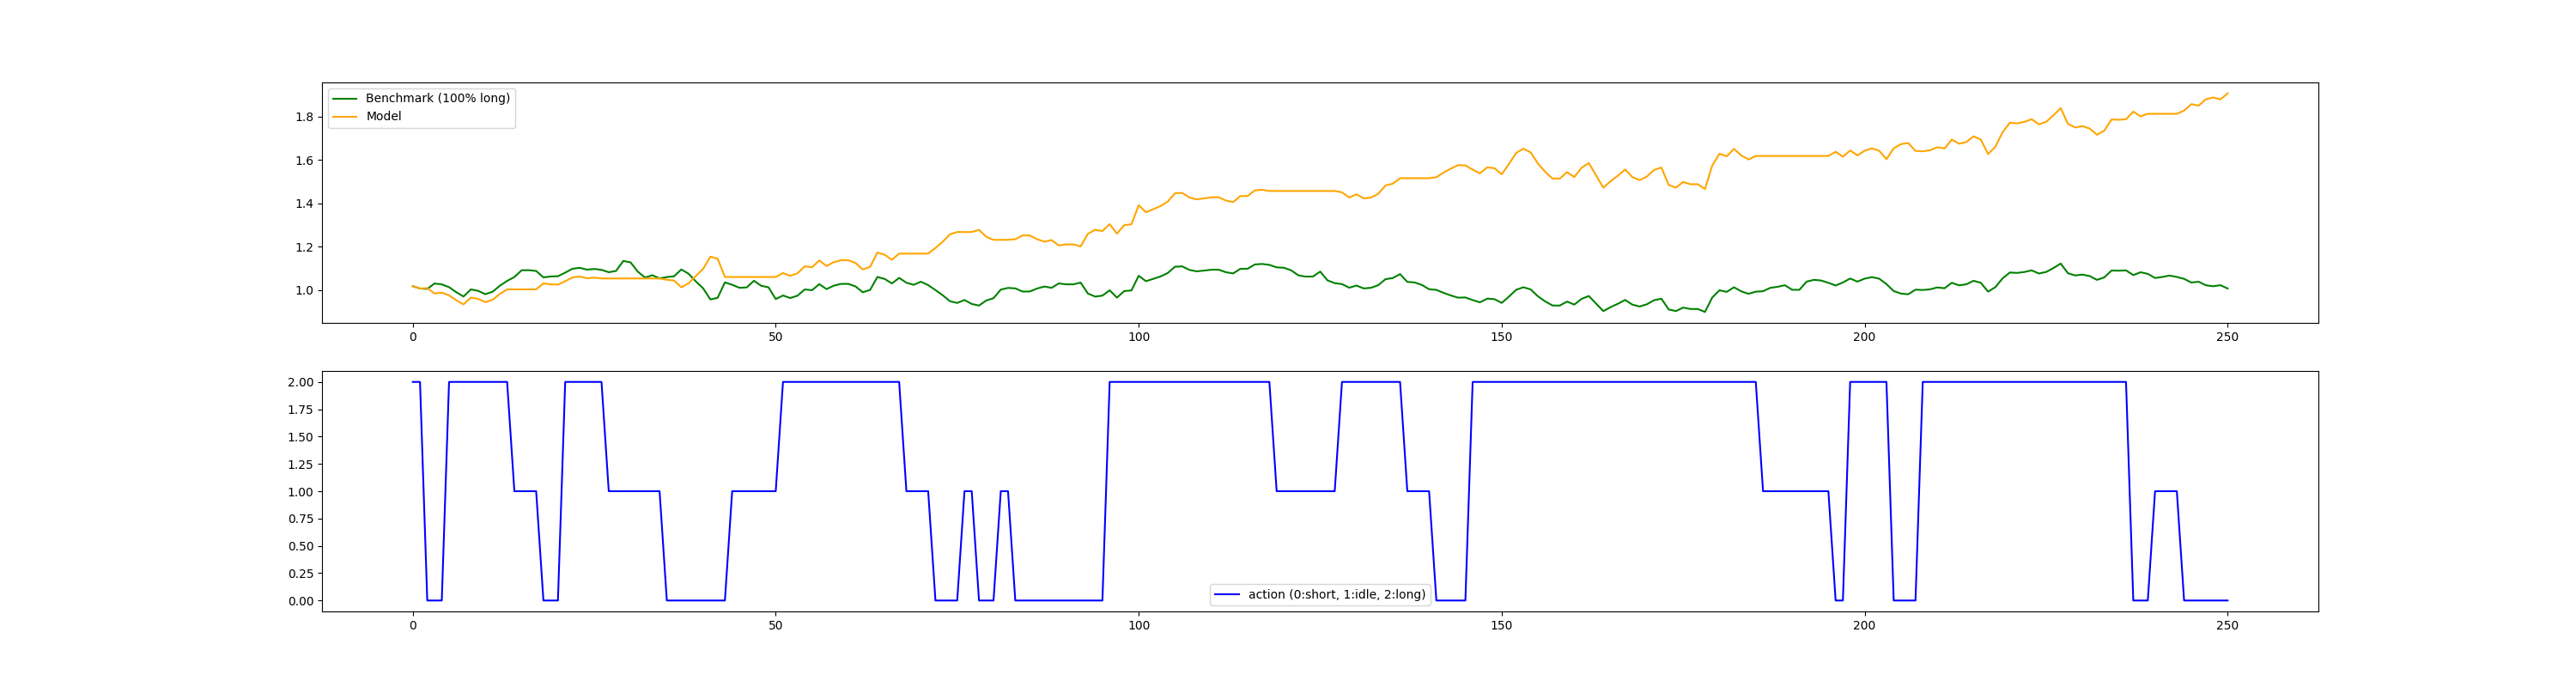 Benchmark (100% long)
Model
1.8
1.6
1.4
1.2
1.0
0 50 100 150 200 250
2.00
1.75
1.50
1.25
1.00
0.75
0.50
0.25
0.00
action (0:short, 1:idle, 2:long)
0 50 100 150 200 250